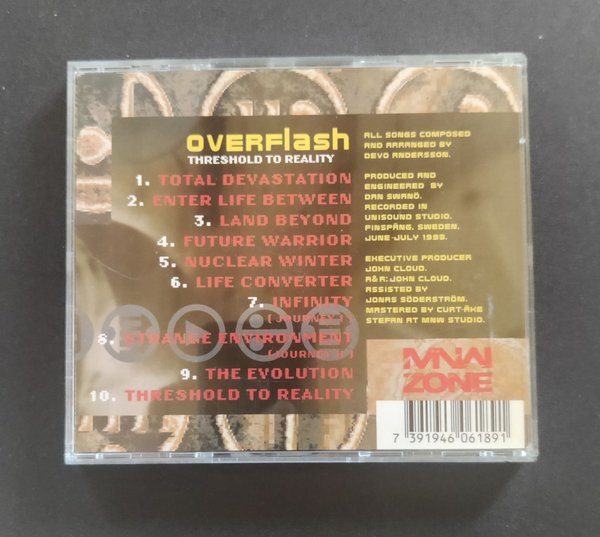 OVERFLASH
THRESHOLD TO REALITY
1. TOTAL DEVASTATION
2. ENTER LIFE BETWEEN
3. LAND BEYOND
4. FUTURE WARRIOR
5. NUCLEAR WINTER
6. LIFE CONVERTER
7. INFINITY
(JOURNEY I)
8. STRANGE ENVIRONMENT
(JOURNEY II)
9. THE EVOLUTION
10. THRESHOLD TO REALITY
ALL SONGS COMPOSED
AND ARRANGED BY
DEVO ANDERSSON.
PRODUCED AND
ENGINEERED BY
DAN SWANÖ.
RECORDED IN
UNISOUND STUDIO.
FINSPÅNG. SWEDEN.
JUNE-JULY 1993.
EXECUTIVE PRODUCER
JOHN CLOUD.
A&R: JOHN CLOUD.
ASSISTED BY
JONAS SÖDERSTRÖM.
MASTERED BY CURT-ÅKE
STEFAN AT MNW STUDIO.
MNW
ZONE
7 391946 061891